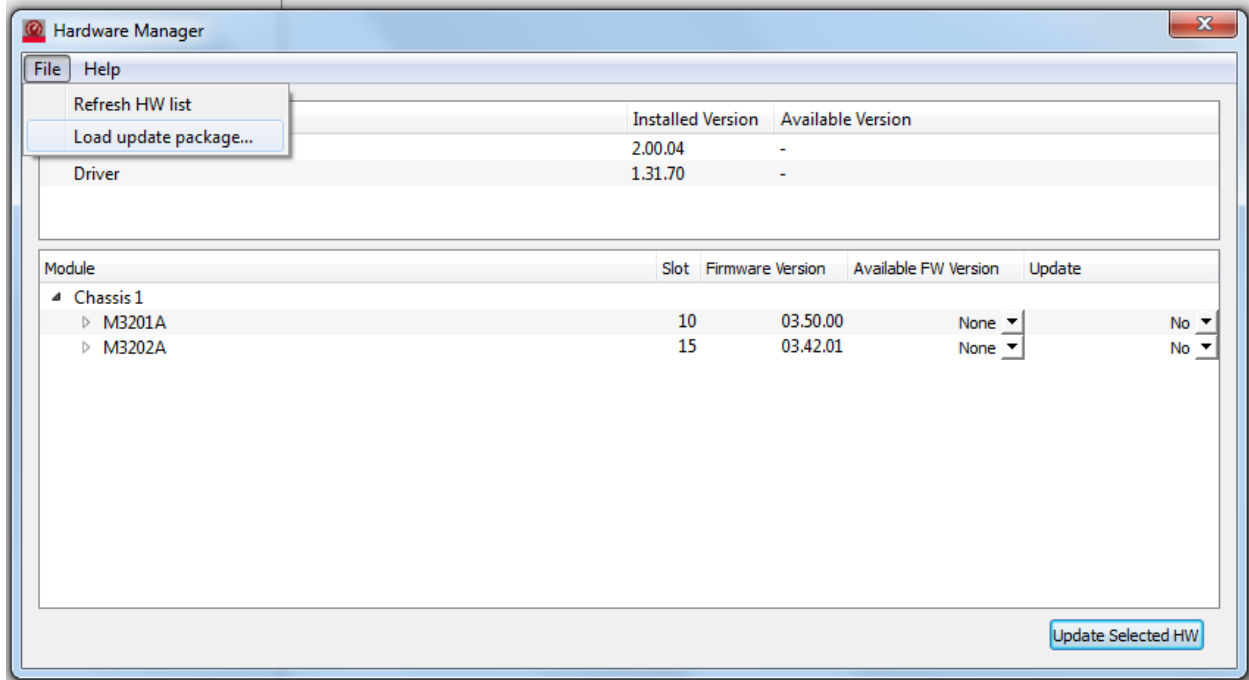 Hardware Manager
File Help
Refresh HW list
Load update package...
Installed Version Available Version
2.00.04 -
Driver 1.31.70 -
Module Slot Firmware Version Available FW Version Update
Chassis 1
M3201A 10 03.50.00 None No
M3202A 15 03.42.01 None No
Update Selected HW